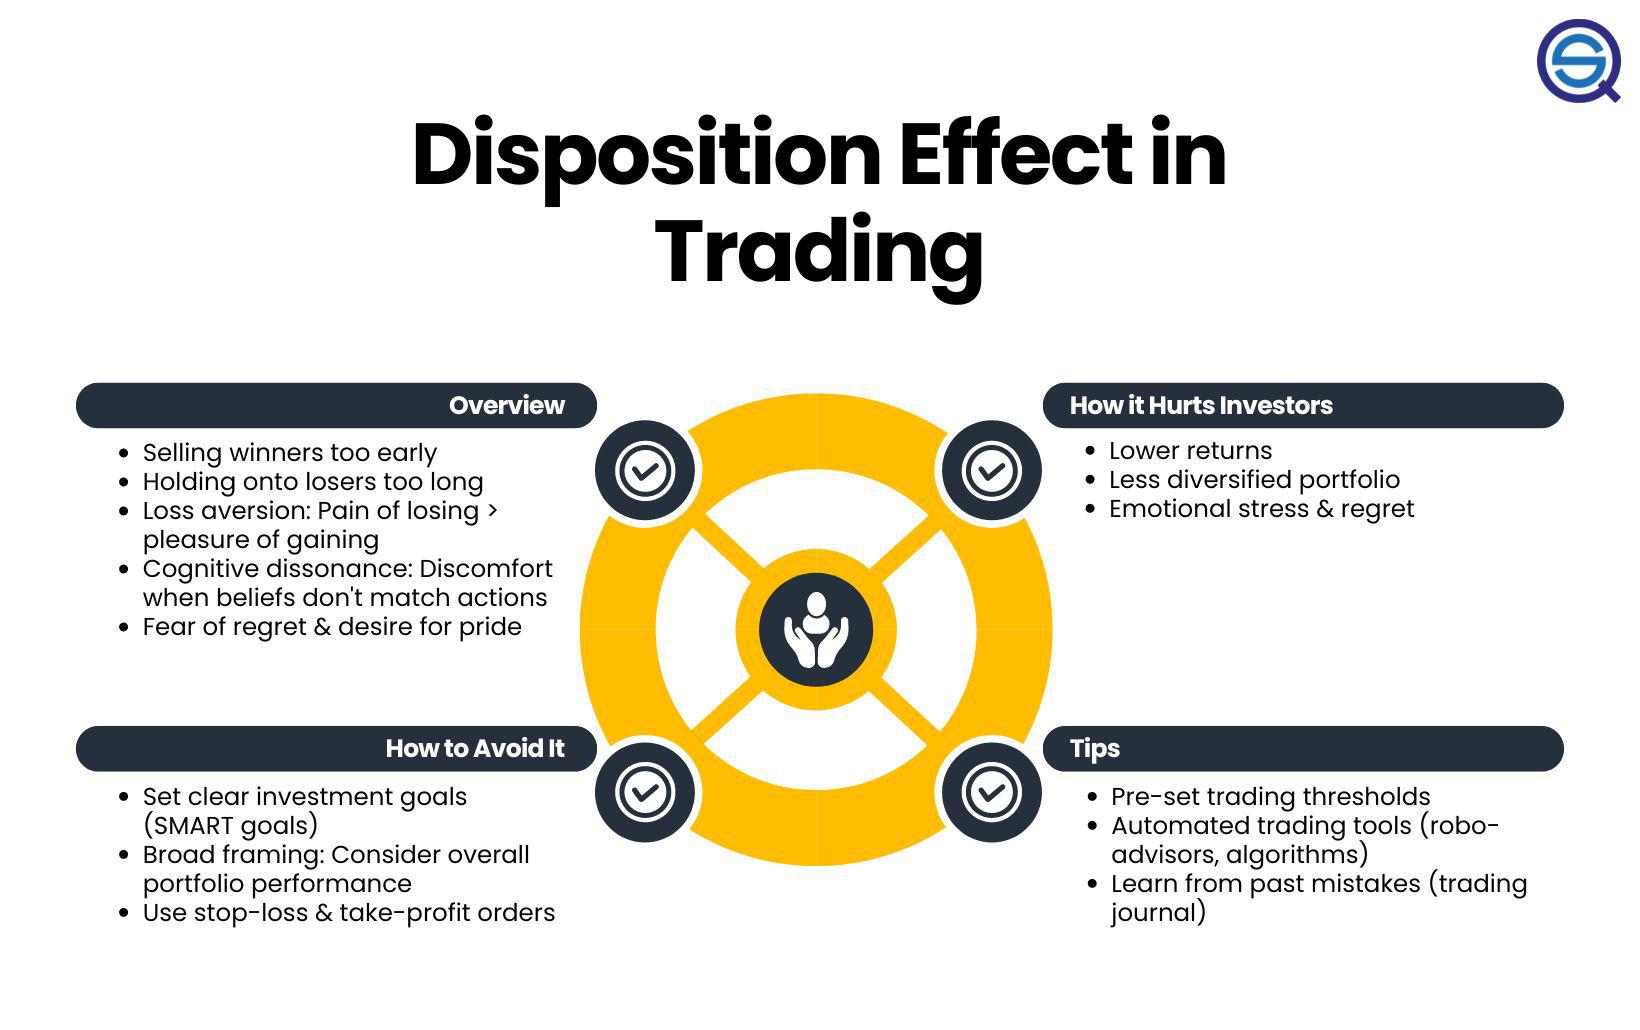 Disposition Effect in
Trading
Overview
• Selling winners too early
• Holding onto losers too long
• Loss aversion: Pain of losing >
pleasure of gaining
• Cognitive dissonance: Discomfort
when beliefs don't match actions
• Fear of regret & desire for pride
How it Hurts Investors
• Lower returns
• Less diversified portfolio
• Emotional stress & regret
How to Avoid It
• Set clear investment goals
(SMART goals)
• Broad framing: Consider overall
portfolio performance
• Use stop-loss & take-profit orders
Tips
• Pre-set trading thresholds
• Automated trading tools (robo-
advisors, algorithms)
• Learn from past mistakes (trading
journal)